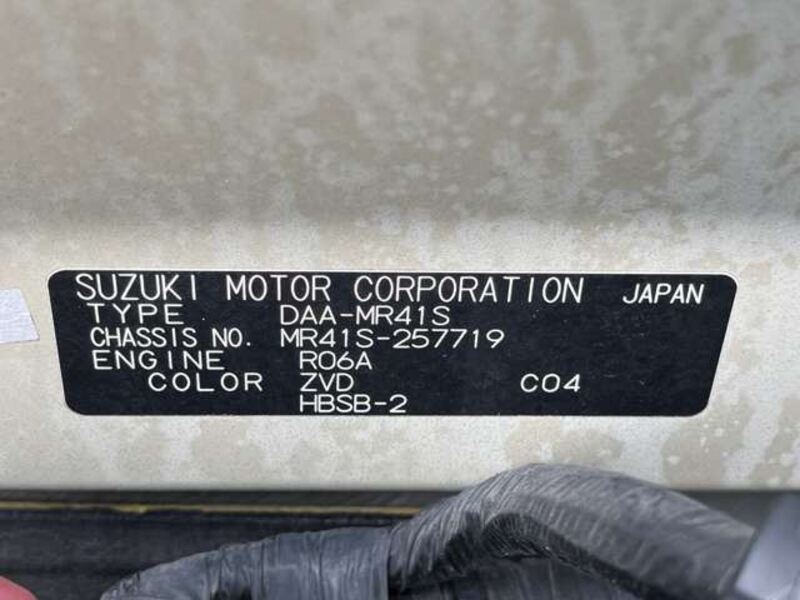 SUZUKI MOTOR CORPORATION JAPAN
TYPE DAA-MR41S
CHASSIS NO. MR41S-257719
ENGINE R06A
COLOR ZVD C04
HBSB-2